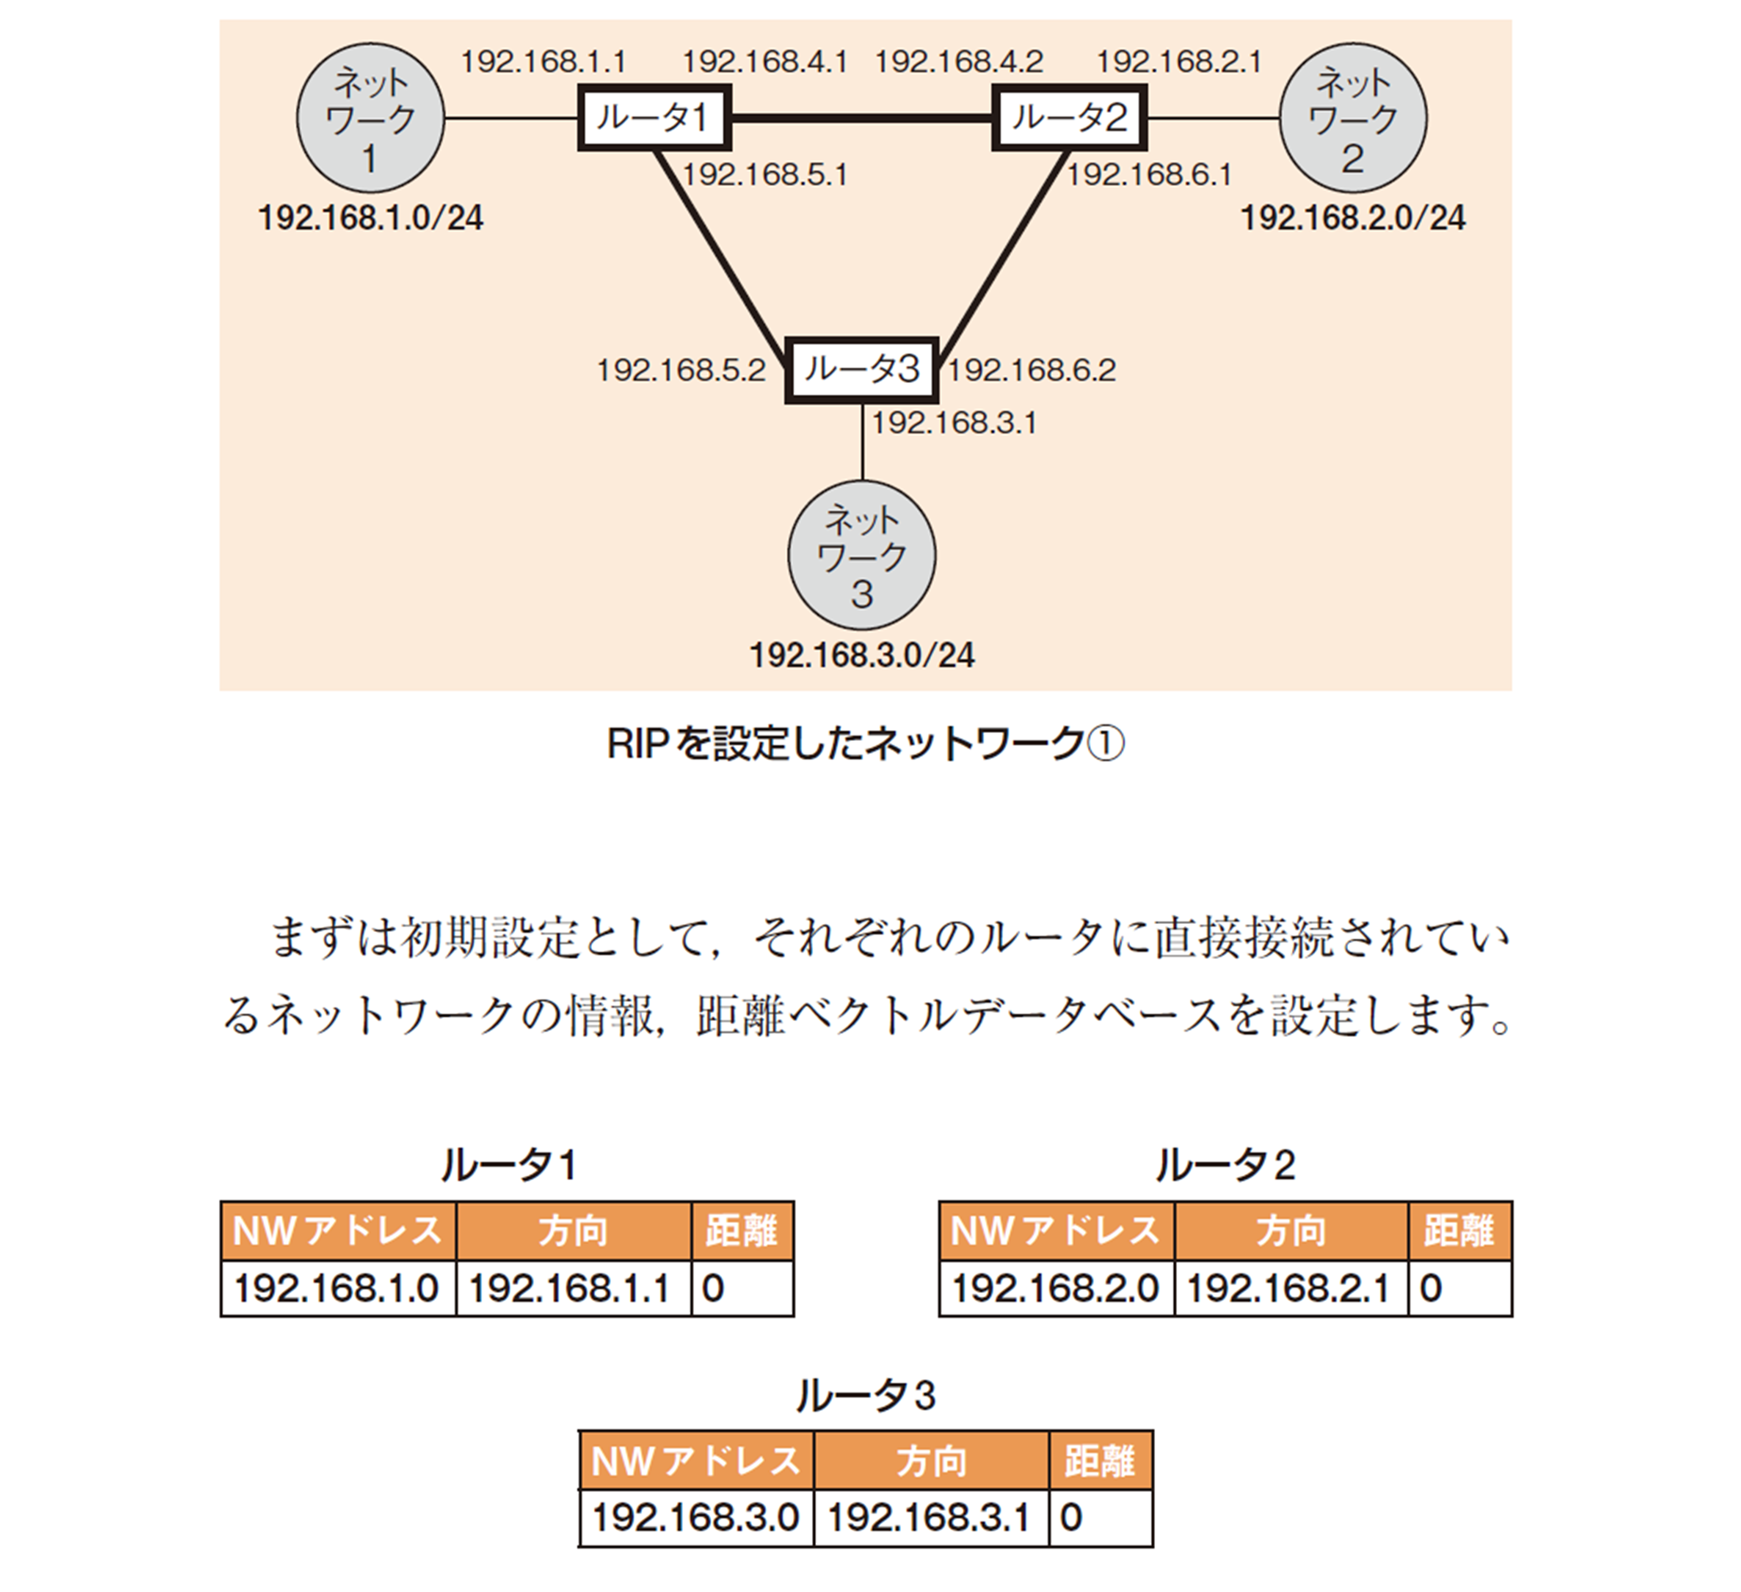 192.168.1.1 192.168.4.1 192.168.4.2 192.168.2.1
ネット
ワーク
1
ルータ1
ルータ2
ネット
ワーク
2
192.168.5.1 192.168.6.1
192.168.1.0/24 192.168.2.0/24
192.168.5.2 ルータ3 192.168.6.2
192.168.3.1
ネット
ワーク
3
192.168.3.0/24
RIPを設定したネットワーク①
まずは初期設定として，それぞれのルータに直接接続されてい
るネットワークの情報，距離ベクトルデータベースを設定します。
ルータ1
NWアドレス 方向 距離
192.168.1.0 192.168.1.1 0
ルータ2
NWアドレス 方向 距離
192.168.2.0 192.168.2.1 0
ルータ3
NWアドレス 方向 距離
192.168.3.0 192.168.3.1 0